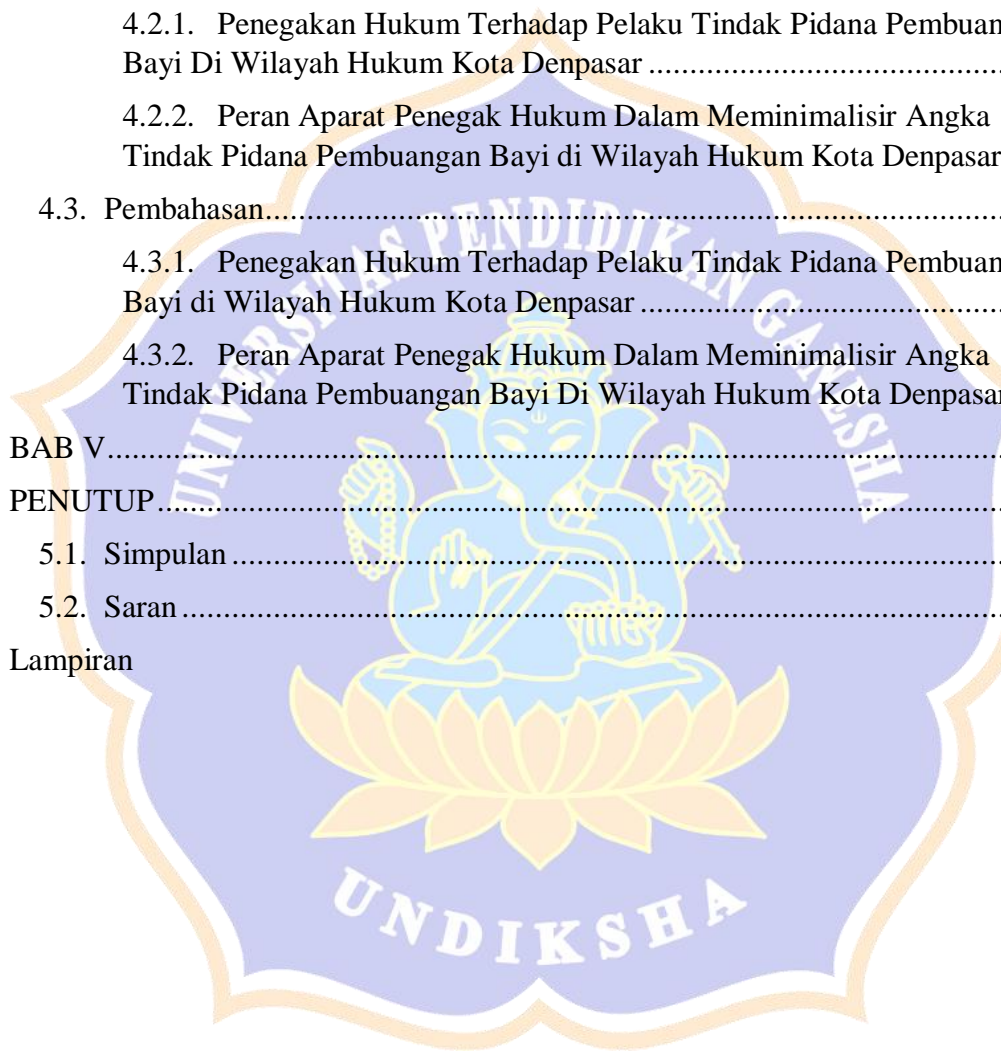 4.2.1. Penegakan Hukum Terhadap Pelaku Tindak Pidana Pembuan
Bayi Di Wilayah Hukum Kota Denpasar ..........................................
4.2.2. Peran Aparat Penegak Hukum Dalam Meminimalisir Angka
Tindak Pidana Pembuangan Bayi di Wilayah Hukum Kota Denpasar
4.3. Pembahasan..........................................................................................
4.3.1. Penegakan Hukum Terhadap Pelaku Tindak Pidana Pembuan
Bayi di Wilayah Hukum Kota Denpasar ...........................................
4.3.2. Peran Aparat Penegak Hukum Dalam Meminimalisir Angka
Tindak Pidana Pembuangan Bayi Di Wilayah Hukum Kota Denpasar
BAB V.............................................................................................................
PENUTUP.......................................................................................................
5.1. Simpulan ..............................................................................................
5.2. Saran ....................................................................................................
Lampiran
UNIVERSITAS PENDIDIKAN GANESHA
UNDIKSHA